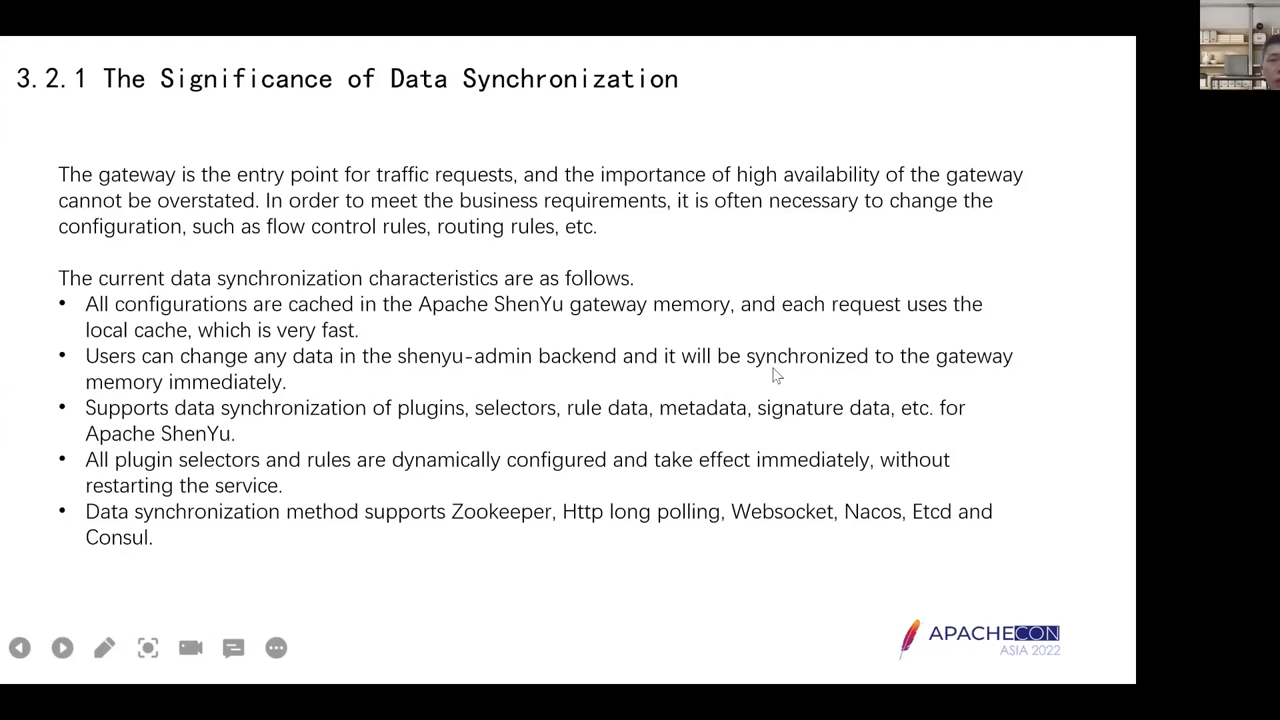 3.2.1 The Significance of Data Synchronization
The gateway is the entry point for traffic requests, and the importance of high availability of the gateway
cannot be overstated. In order to meet the business requirements, it is often necessary to change the
configuration, such as flow control rules, routing rules, etc.
The current data synchronization characteristics are as follows.
• All configurations are cached in the Apache ShenYu gateway memory, and each request uses the
local cache, which is very fast.
• Users can change any data in the shenyu-admin backend and it will be synchronized to the gateway
memory immediately.
• Supports data synchronization of plugins, selectors, rule data, metadata, signature data, etc. for
Apache ShenYu.
• All plugin selectors and rules are dynamically configured and take effect immediately, without
restarting the service.
• Data synchronization method supports Zookeeper, Http long polling, Websocket, Nacos, Etcd and
Consul.
APACHECON
ASIA 2022